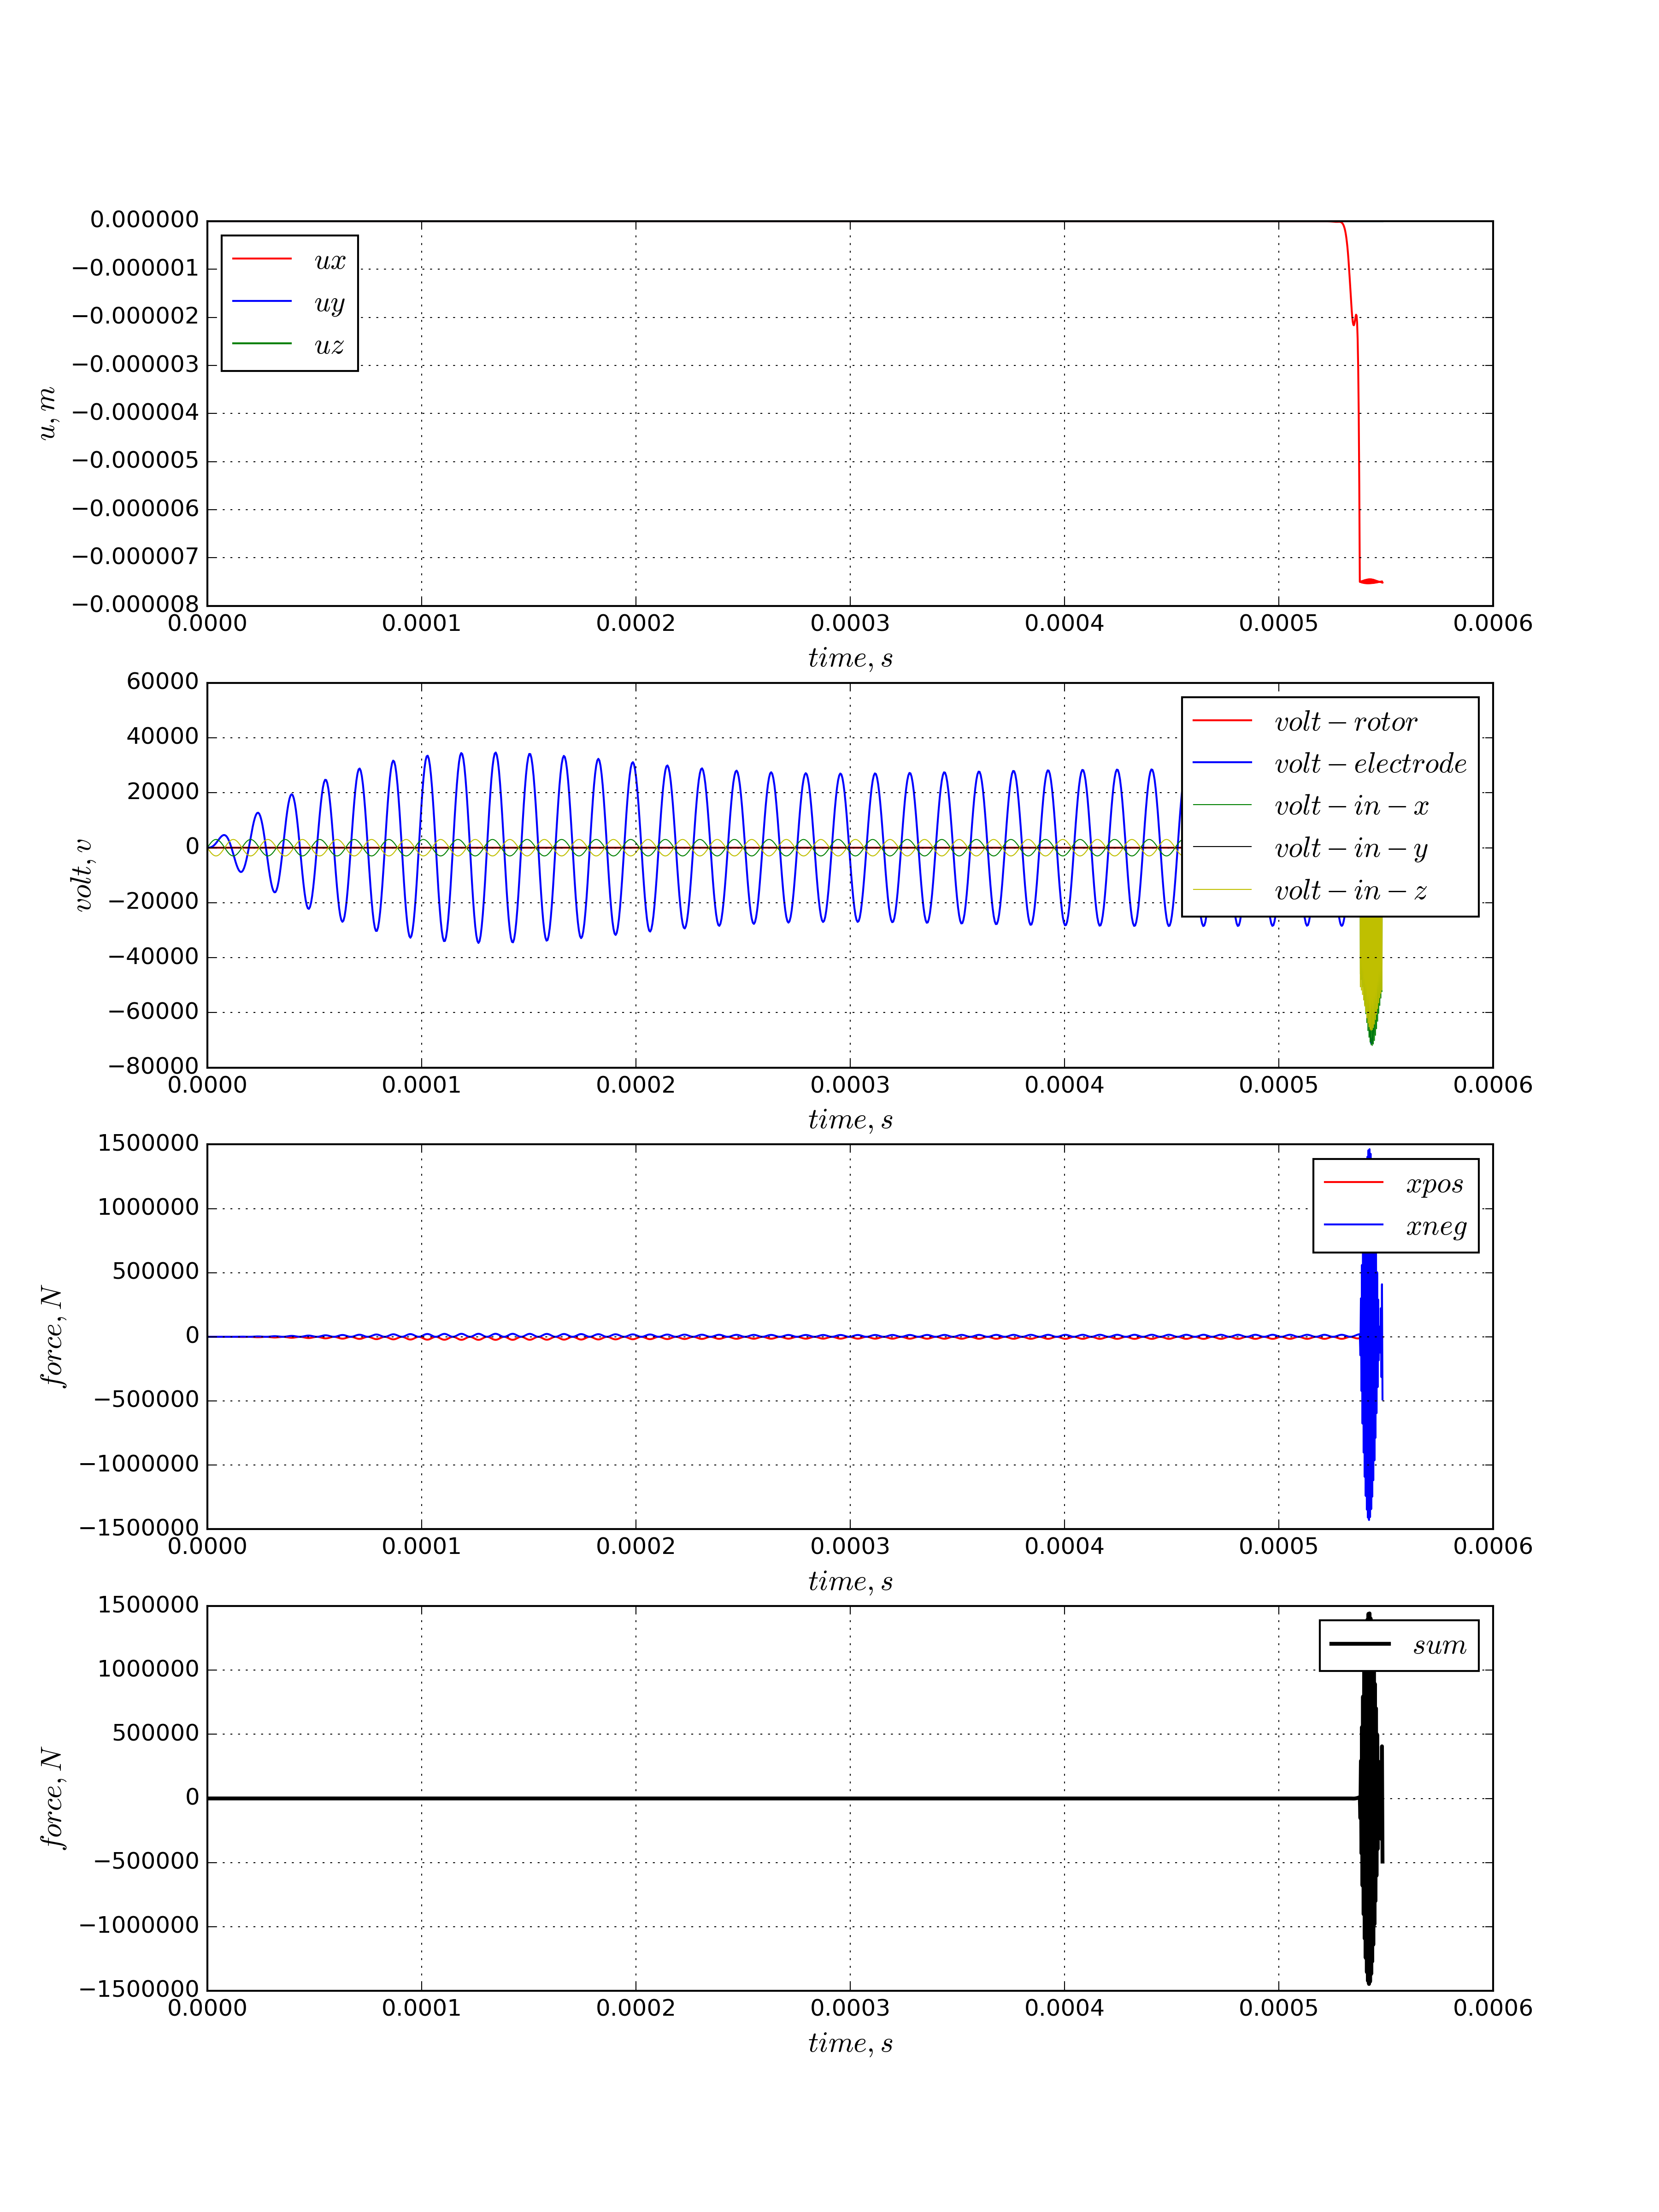 0.000000
−0.000001
−0.000002
−0.000003
−0.000004
−0.000005
−0.000006
−0.000007
−0.000008
u, m
ux
uy
uz
0.0000 0.0001 0.0002 0.0003 0.0004 0.0005 0.0006
time, s
60000
40000
20000
0
−20000
−40000
−60000
−80000
volt, v
volt − rotor
volt − electrode
volt − in − x
volt − in − y
volt − in − z
0.0000 0.0001 0.0002 0.0003 0.0004 0.0005 0.0006
time, s
1500000
1000000
500000
0
−500000
−1000000
−1500000
force, N
xpos
xneg
0.0000 0.0001 0.0002 0.0003 0.0004 0.0005 0.0006
time, s
1500000
1000000
500000
0
−500000
−1000000
−1500000
force, N
sum
0.0000 0.0001 0.0002 0.0003 0.0004 0.0005 0.0006
time, s